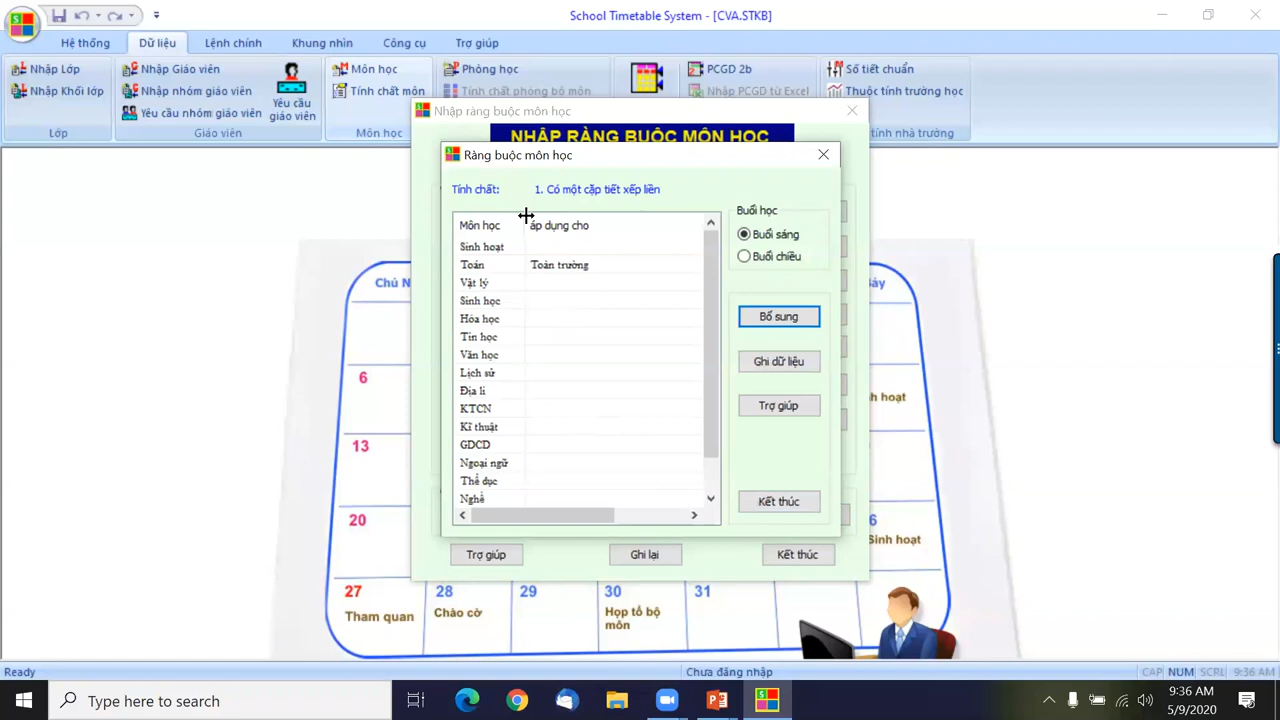 School Timetable System - [CVA.STKB]
Hệ thống
Dữ liệu
Lệnh chính
Khung nhìn
Công cụ
Trợ giúp
Nhập Lớp
Nhập Khối lớp
Lớp
Nhập Giáo viên
Nhập nhóm giáo viên
Yêu cầu nhóm giáo viên
Yêu cầu
giáo viên
Giáo viên
Môn học
Tính chất môn
Môn học
Phòng học
Tính chất phòng bộ môn
PCGD 2b
Nhập PCGD từ Excel
Số tiết chuẩn
Thuộc tính trường học
tính nhà trường
Nhập ràng buộc môn học
NHẬP RÀNG BUỘC MÔN HỌC
Ràng buộc môn học
Tính chất:
1. Có một cặp tiết xếp liền
Môn học
áp dụng cho
Sinh hoạt
Toán
Toàn trường
Vật lý
Sinh học
Hóa học
Tin học
Văn học
Lịch sử
Địa lí
KTCN
Kĩ thuật
GDCD
Ngoại ngữ
Thể dục
Nghề
Buổi học
Buổi sáng
Buổi chiều
Bổ sung
Ghi dữ liệu
Trợ giúp
Kết thúc
Trợ giúp
Ghi lại
Kết thúc
Chủ N
ảy
6
h hoạt
13
20
6
Sinh hoạt
27
Tham quan
28
Chào cờ
29
30
Họp tổ bộ
môn
31
Ready
Chưa đăng nhập
CAP
NUM
SCRL
9:36 AM
Type here to search
9:36 AM
5/9/2020